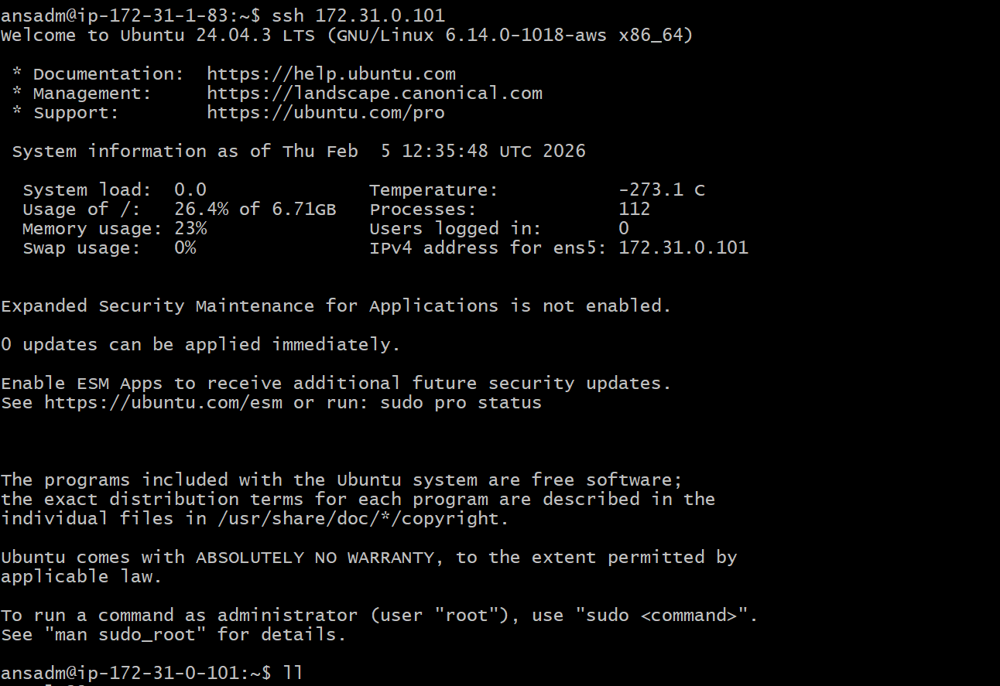 ansadm@ip-172-31-1-83:~$ ssh 172.31.0.101
Welcome to Ubuntu 24.04.3 LTS (GNU/Linux 6.14.0-1018-aws x86_64)
* Documentation: https://help.ubuntu.com
* Management: https://landscape.canonical.com
* Support: https://ubuntu.com/pro
System information as of Thu Feb 5 12:35:48 UTC 2026
System load: 0.0 Temperature: -273.1 C
Usage of /: 26.4% of 6.71GB Processes: 112
Memory usage: 23% Users logged in: 0
Swap usage: 0% IPv4 address for ens5: 172.31.0.101
Expanded Security Maintenance for Applications is not enabled.
0 updates can be applied immediately.
Enable ESM Apps to receive additional future security updates.
See https://ubuntu.com/esm or run: sudo pro status
The programs included with the Ubuntu system are free software;
the exact distribution terms for each program are described in the
individual files in /usr/share/doc/*/copyright.
Ubuntu comes with ABSOLUTELY NO WARRANTY, to the extent permitted by
applicable law.
To run a command as administrator (user "root"), use "sudo <command>".
See "man sudo_root" for details.
ansadm@ip-172-31-0-101:~$ ll